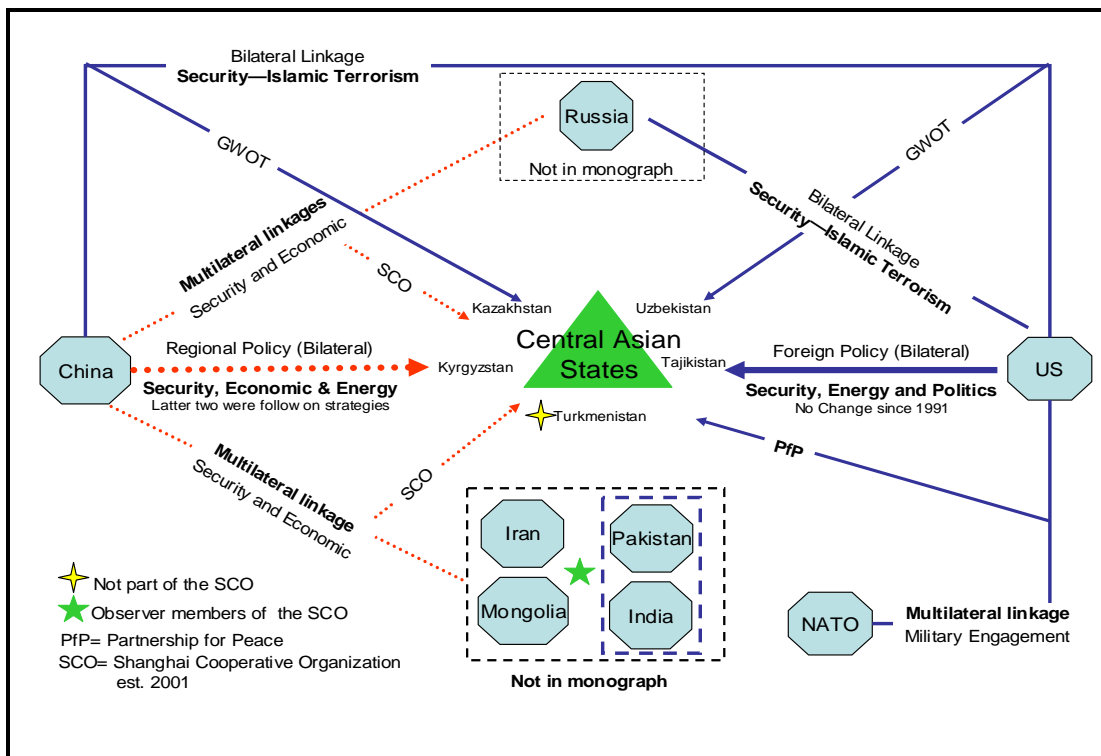 Bilateral Linkage
Security—Islamic Terrorism
Russia
Not in monograph
GWOT
GWOT
Multilateral linkages
Security and Economic
SCO
Bilateral Linkage
Security—Islamic Terrorism
Kazakhstan
Uzbekistan
Central Asian
States
Kyrgyzstan
Tajikistan
Turkmenistan
China
Regional Policy (Bilateral)
Security, Economic & Energy
Latter two were follow on strategies
Foreign Policy (Bilateral)
Security, Energy and Politics
No Change since 1991
US
PfP
Multilateral linkage
Security and Economic
SCO
Iran
Pakistan
Mongolia
India
Not in monograph
NATO
Multilateral linkage
Military Engagement
Not part of the SCO
Observer members of the SCO
PfP= Partnership for Peace
SCO= Shanghai Cooperative Organization
est. 2001